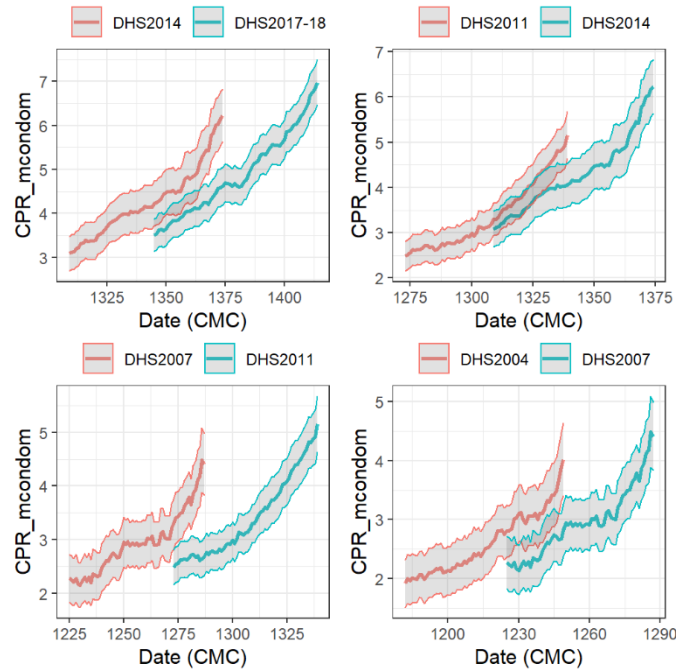 DHS2014 DHS2017-18
CPR_mcondom
7
6
5
4
3
1325 1350 1375 1400
Date (CMC)
DHS2011 DHS2014
CPR_mcondom
7
6
5
4
3
2
1275 1300 1325 1350 1375
Date (CMC)
DHS2007 DHS2011
CPR_mcondom
5
4
3
2
1225 1250 1275 1300 1325
Date (CMC)
DHS2004 DHS2007
CPR_mcondom
5
4
3
2
1200 1230 1260 1290
Date (CMC)